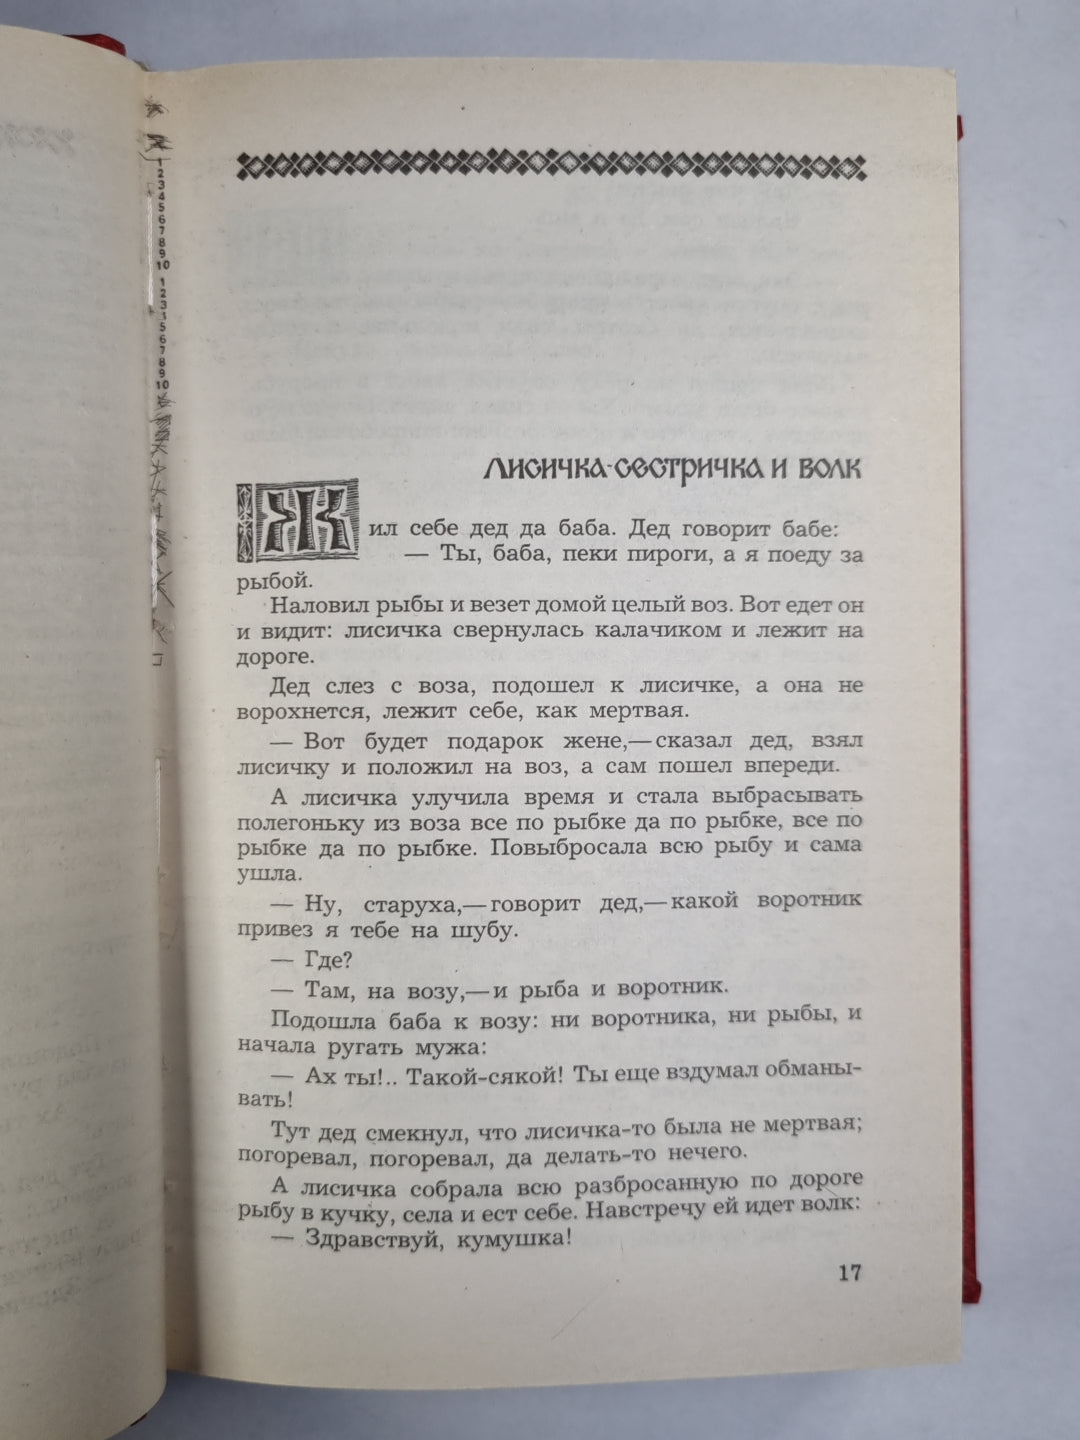 ЛИСИЧКА-СЕСТРИЧКА И ВОЛК
Жил себе дед да баба. Дед говорит бабе:
— Ты, баба, пеки пироги, а я поеду за
рыбой.
Наловил рыбы и везет домой целый воз. Вот едет он
и видит: лисичка свернулась калачиком и лежит на
дороге.
Дед слез с воза, подошел к лисичке, а она не
ворохнется, лежит себе, как мертвая.
— Вот будет подарок жене,—сказал дед, взял
лисичку и положил на воз, а сам пошел впереди.
А лисичка улучила время и стала выбрасывать
полегоньку из воза все по рыбке да по рыбке, все по
рыбке да по рыбке. Повыбросала всю рыбу и сама
ушла.
— Ну, старуха,—говорит дед,—какой воротник
привез я тебе на шубу.
— Где?
— Там, на возу,—и рыба и воротник.
Подошла баба к возу: ни воротника, ни рыбы, и
начала ругать мужа:
— Ах ты!.. Такой-сякой! Ты еще вздумал обманы-
вать!
Тут дед смекнул, что лисичка-то была не мертвая;
погоревал, погоревал, да делать-то нечего.
А лисичка собрала всю разбросанную по дороге
рыбу в кучку, села и ест себе. Навстречу ей идет волк:
— Здравствуй, кумушка!
17